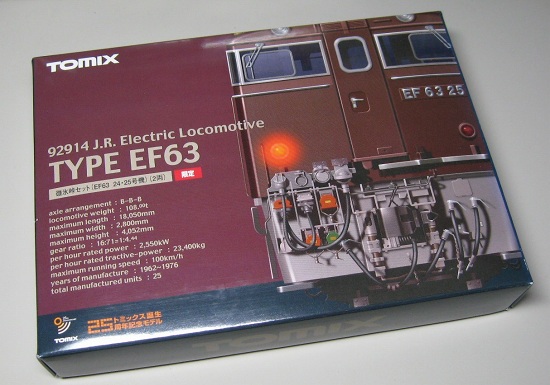 TOMIX
92914 J.R. Electric Locomotive
TYPE EF63
碓氷峠セット(EF63 24・25号機)(2両) 限定
axle arrangement : B-B-B
locomotive weight : 108.00t
maximum length : 18,050mm
maximum width : 2,800mm
maximum height : 4,052mm
gear ratio : 16:71=1:4.44
per hour rated power : 2,550kW
per hour rated tractive-power : 23,400kg
maximum running speed : 100km/h
years of manufacture : 1962-1976
total manufactured units : 25
EF 63 25
TOMIX
25 トミックス誕生
周年記念モデル